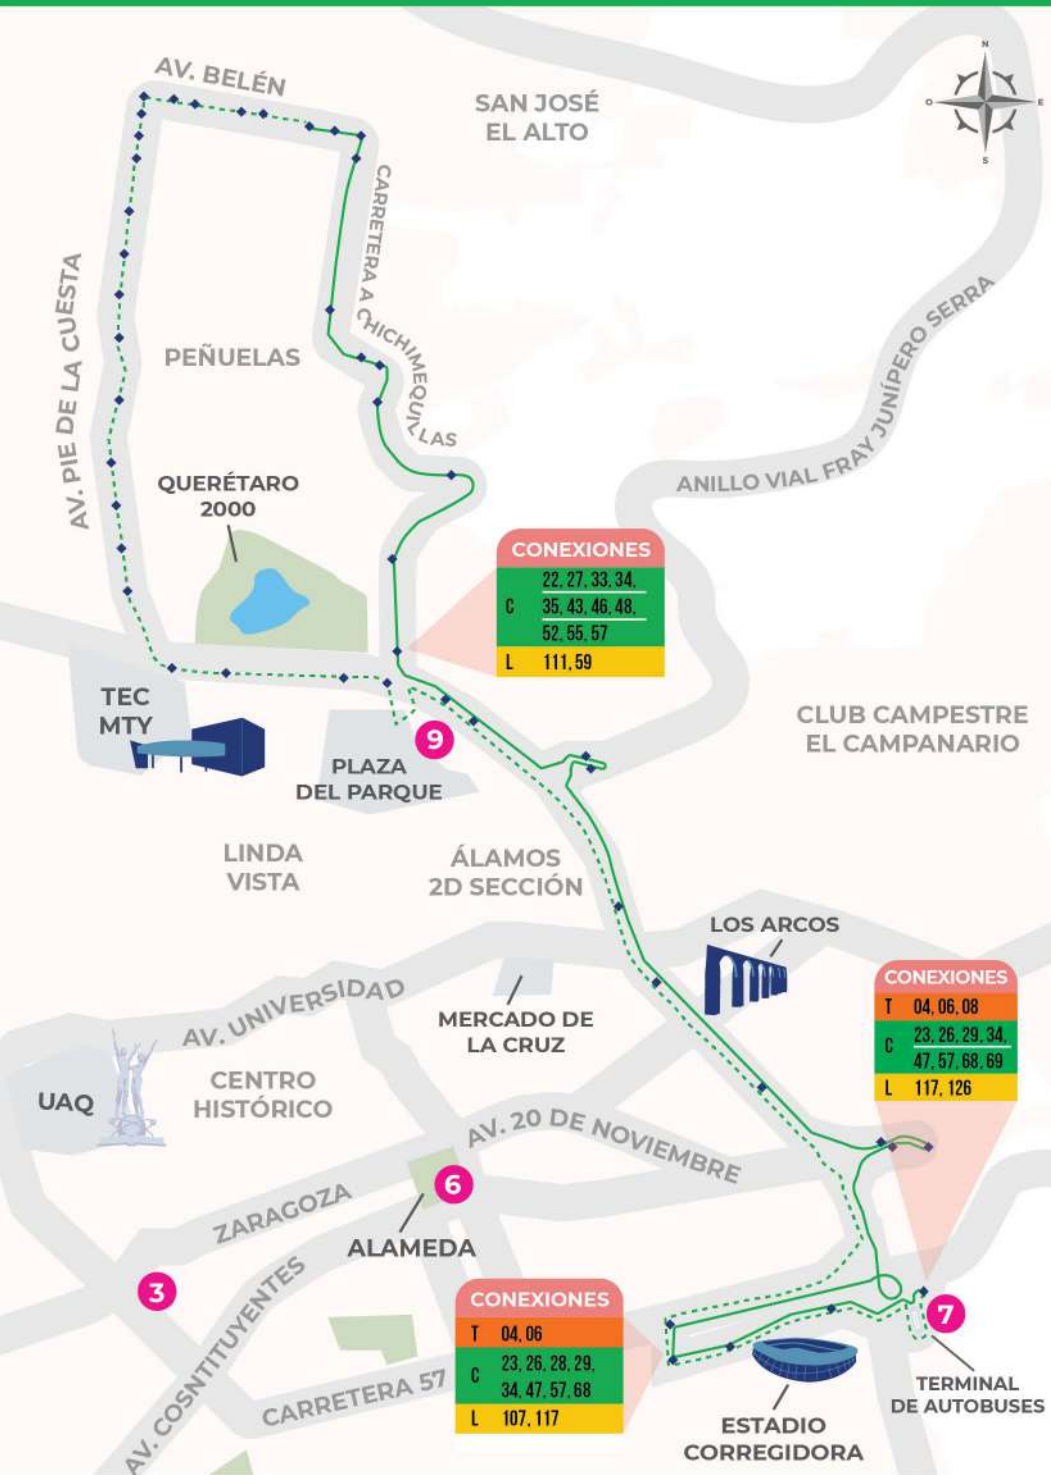 AV. BELÉN
SAN JOSÉ
EL ALTO
N
O
E
S
CARRETERA A CHICHIMEQUILLAS
AV. PIE DE LA CUESTA
PEÑUELAS
ANILLO VIAL FRAY JUNÍPERO SERRA
QUERÉTARO
2000
CONEXIONES
C 22, 27, 33, 34,
35, 43, 46, 48,
52, 55, 57
L 111, 59
TEC
MTY
9
PLAZA
DEL PARQUE
CLUB CAMPESTRE
EL CAMPANARIO
LINDA
VISTA
ÁLAMOS
2D SECCIÓN
LOS ARCOS
AV. UNIVERSIDAD
MERCADO DE
LA CRUZ
CONEXIONES
T 04, 06, 08
C 23, 26, 29, 34,
47, 57, 68, 69
L 117, 126
UAQ
CENTRO
HISTÓRICO
AV. 20 DE NOVIEMBRE
6
ZARAGOZA
ALAMEDA
3
AV. COSNTITUYENTES
CONEXIONES
T 04, 06
C 23, 26, 28, 29,
34, 47, 57, 68
L 107, 117
7
TERMINAL
DE AUTOBUSES
CARRETERA 57
ESTADIO
CORREGIDORA